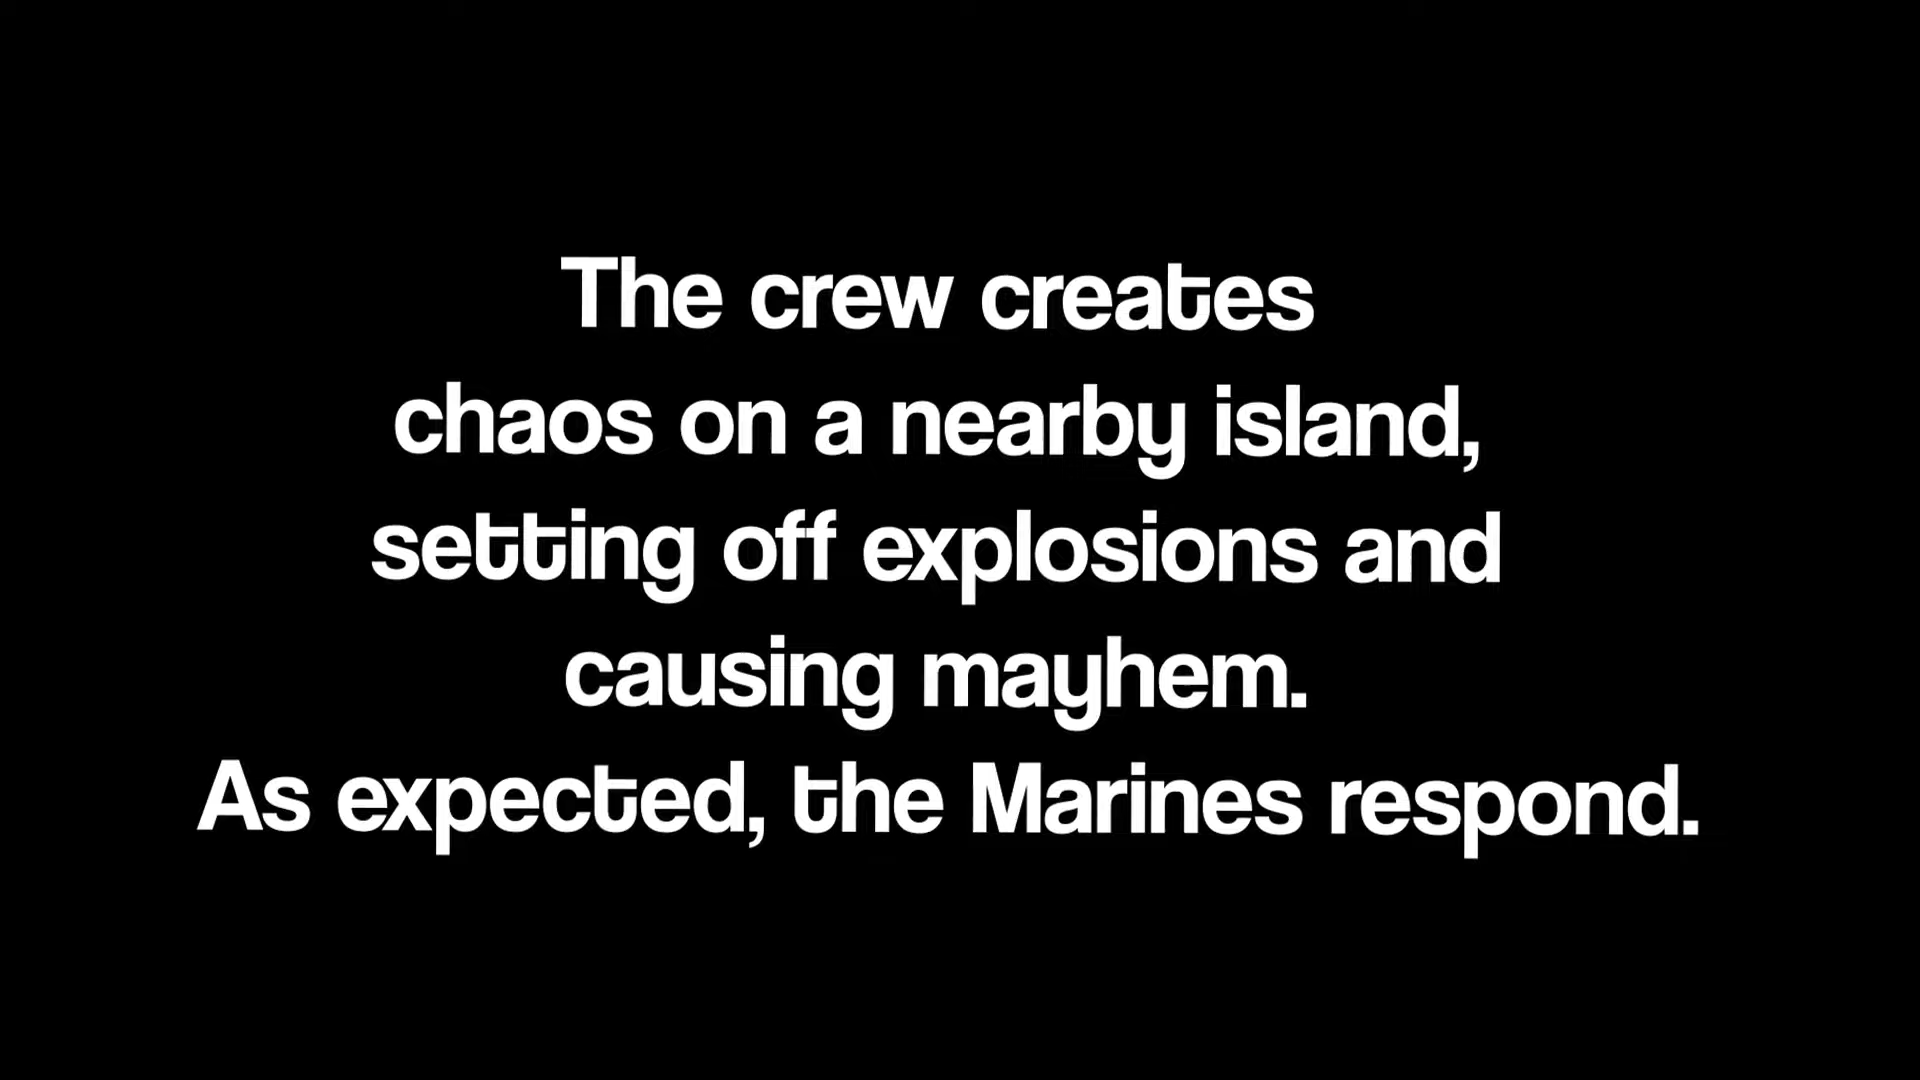 The crew creates
chaos on a nearby island,
setting off explosions and
causing mayhem.
As expected, the Marines respond.